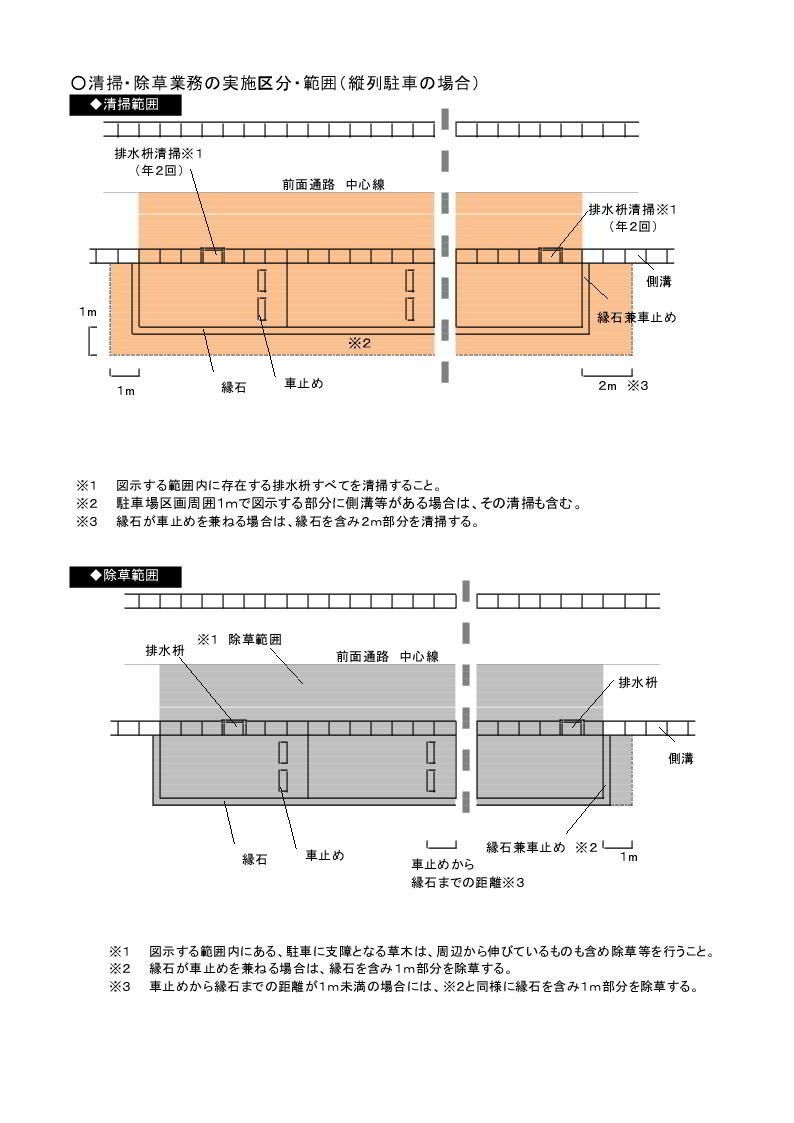 〇清掃・除草業務の実施区分・範囲（縦列駐車の場合）
◆清掃範囲
排水枡清掃※１
（年２回）
前面通路　中心線
排水枡清掃※１
（年２回）
側溝
縁石兼車止め
1m
※2
1m
縁石
車止め
2m　※3
※１　図示する範囲内に存在する排水枡すべてを清掃すること。
※２　駐車場区画周囲１ｍで図示する部分に側溝等がある場合は、その清掃も含む。
※３　縁石が車止めを兼ねる場合は、縁石を含み２ｍ部分を清掃する。
◆除草範囲
※１　除草範囲
排水枡
前面通路　中心線
排水枡
側溝
縁石
車止め
縁石兼車止め　※２
1m
車止めから
縁石までの距離※３
※１　図示する範囲内にある、駐車に支障となる草木は、周辺から伸びているものも含め除草等を行うこと。
※２　縁石が車止めを兼ねる場合は、縁石を含み１ｍ部分を除草する。
※３　車止めから縁石までの距離が１ｍ未満の場合には、※２と同様に縁石を含み１ｍ部分を除草する。